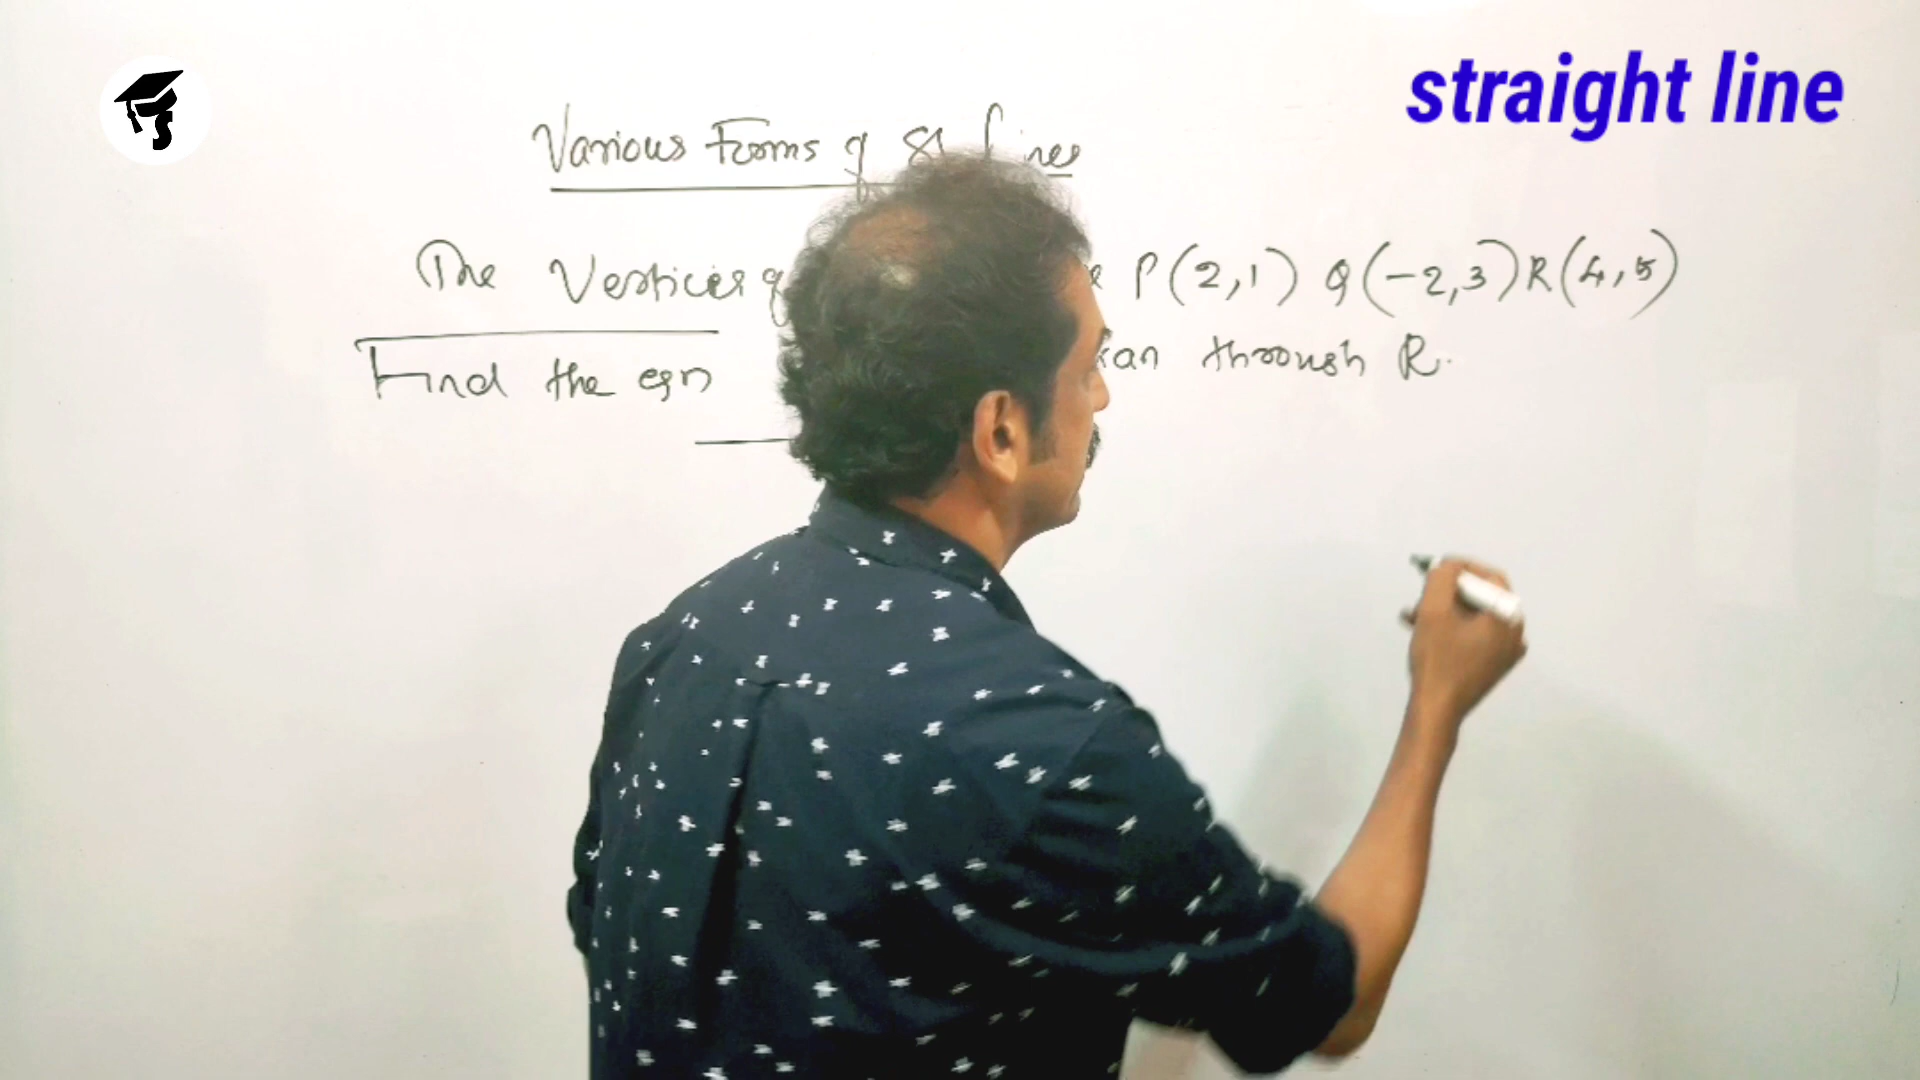 straight line
Various Forms of St Lines
The Vertices of P(2,1) Q(-2,3) R(4,5)
Find the eqn through R.